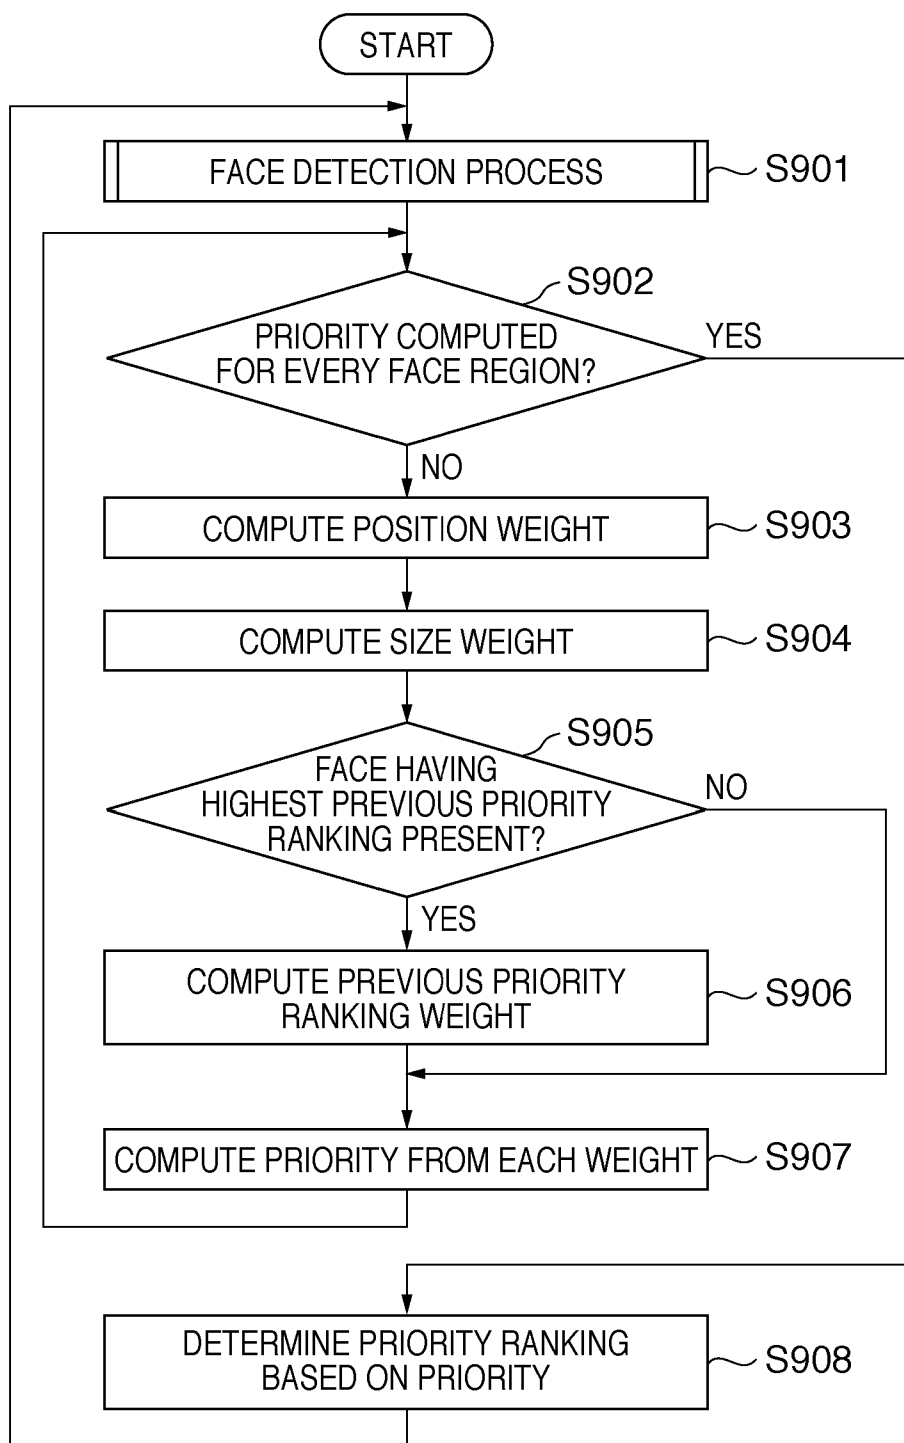 START
FACE DETECTION PROCESS
S901
S902
PRIORITY COMPUTED
FOR EVERY FACE REGION?
YES
NO
COMPUTE POSITION WEIGHT
S903
COMPUTE SIZE WEIGHT
S904
S905
FACE HAVING
HIGHEST PREVIOUS PRIORITY
RANKING PRESENT?
NO
YES
COMPUTE PREVIOUS PRIORITY
RANKING WEIGHT
S906
COMPUTE PRIORITY FROM EACH WEIGHT
S907
DETERMINE PRIORITY RANKING
BASED ON PRIORITY
S908